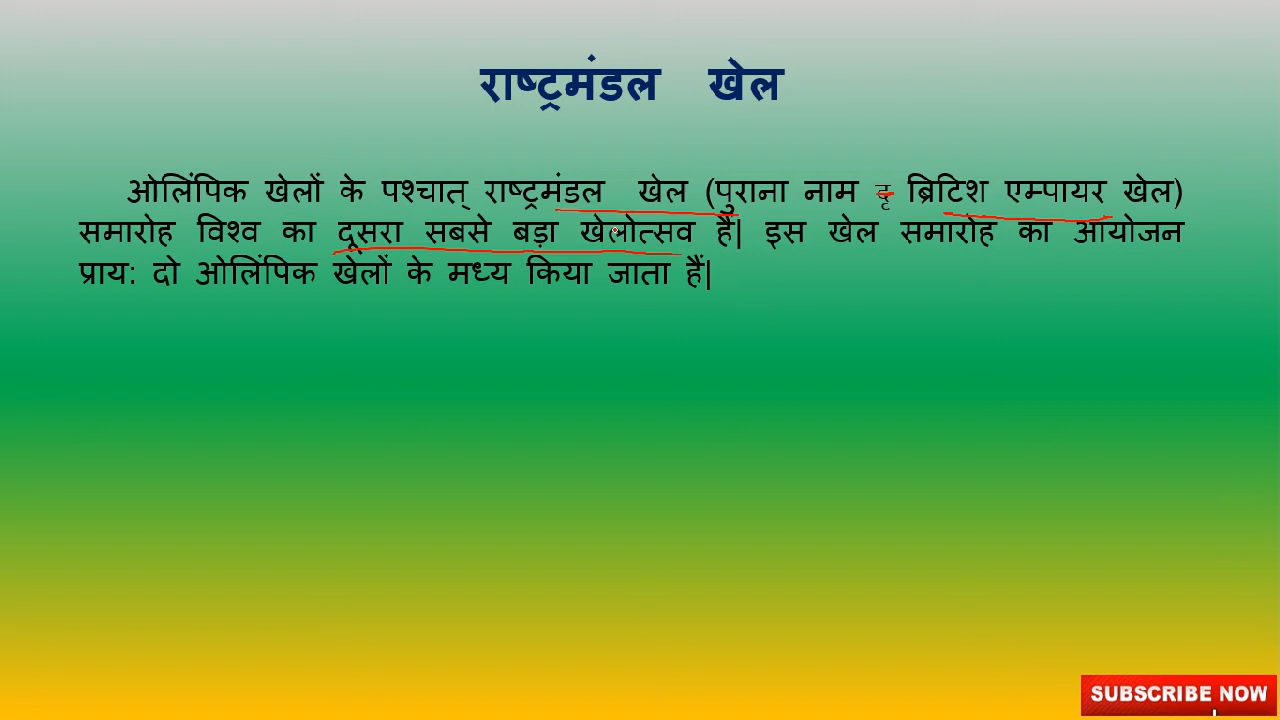 राष्ट्रमंडल खेल
ओलिंपिक खेलों के पश्चात् राष्ट्रमंडल खेल (पुराना नाम दृ ब्रिटिश एम्पायर खेल)
समारोह विश्व का दूसरा सबसे बड़ा खेलोत्सव हैं| इस खेल समारोह का आयोजन
प्राय: दो ओलिंपिक खेलों के मध्य किया जाता हैं|
SUBSCRIBE NOW